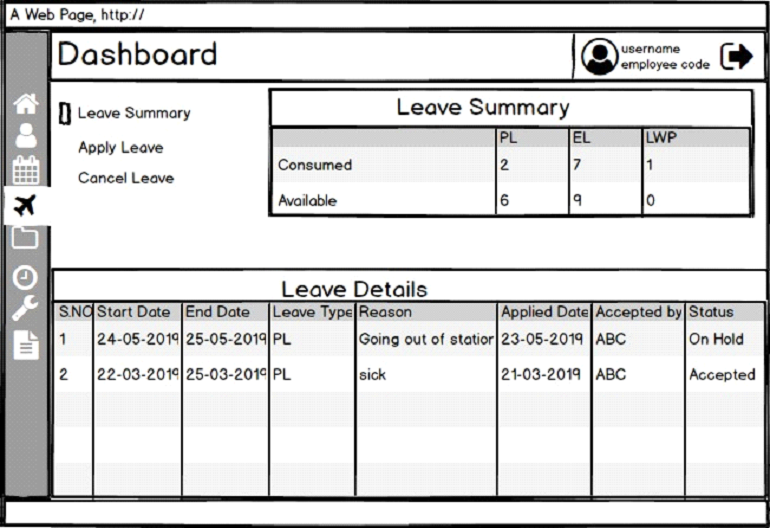 A Web Page, http://
Dashboard
username
employee code
Leave Summary
Apply Leave
Cancel Leave
Leave Summary
PL EL LWP
Consumed 2 7 1
Available 6 9 0
Leave Details
S.NO Start Date End Date Leave Type Reason Applied Date Accepted by Status
1 24-05-2019 25-05-2019 PL Going out of station 23-05-2019 ABC On Hold
2 22-03-2019 25-03-2019 PL sick 21-03-2019 ABC Accepted